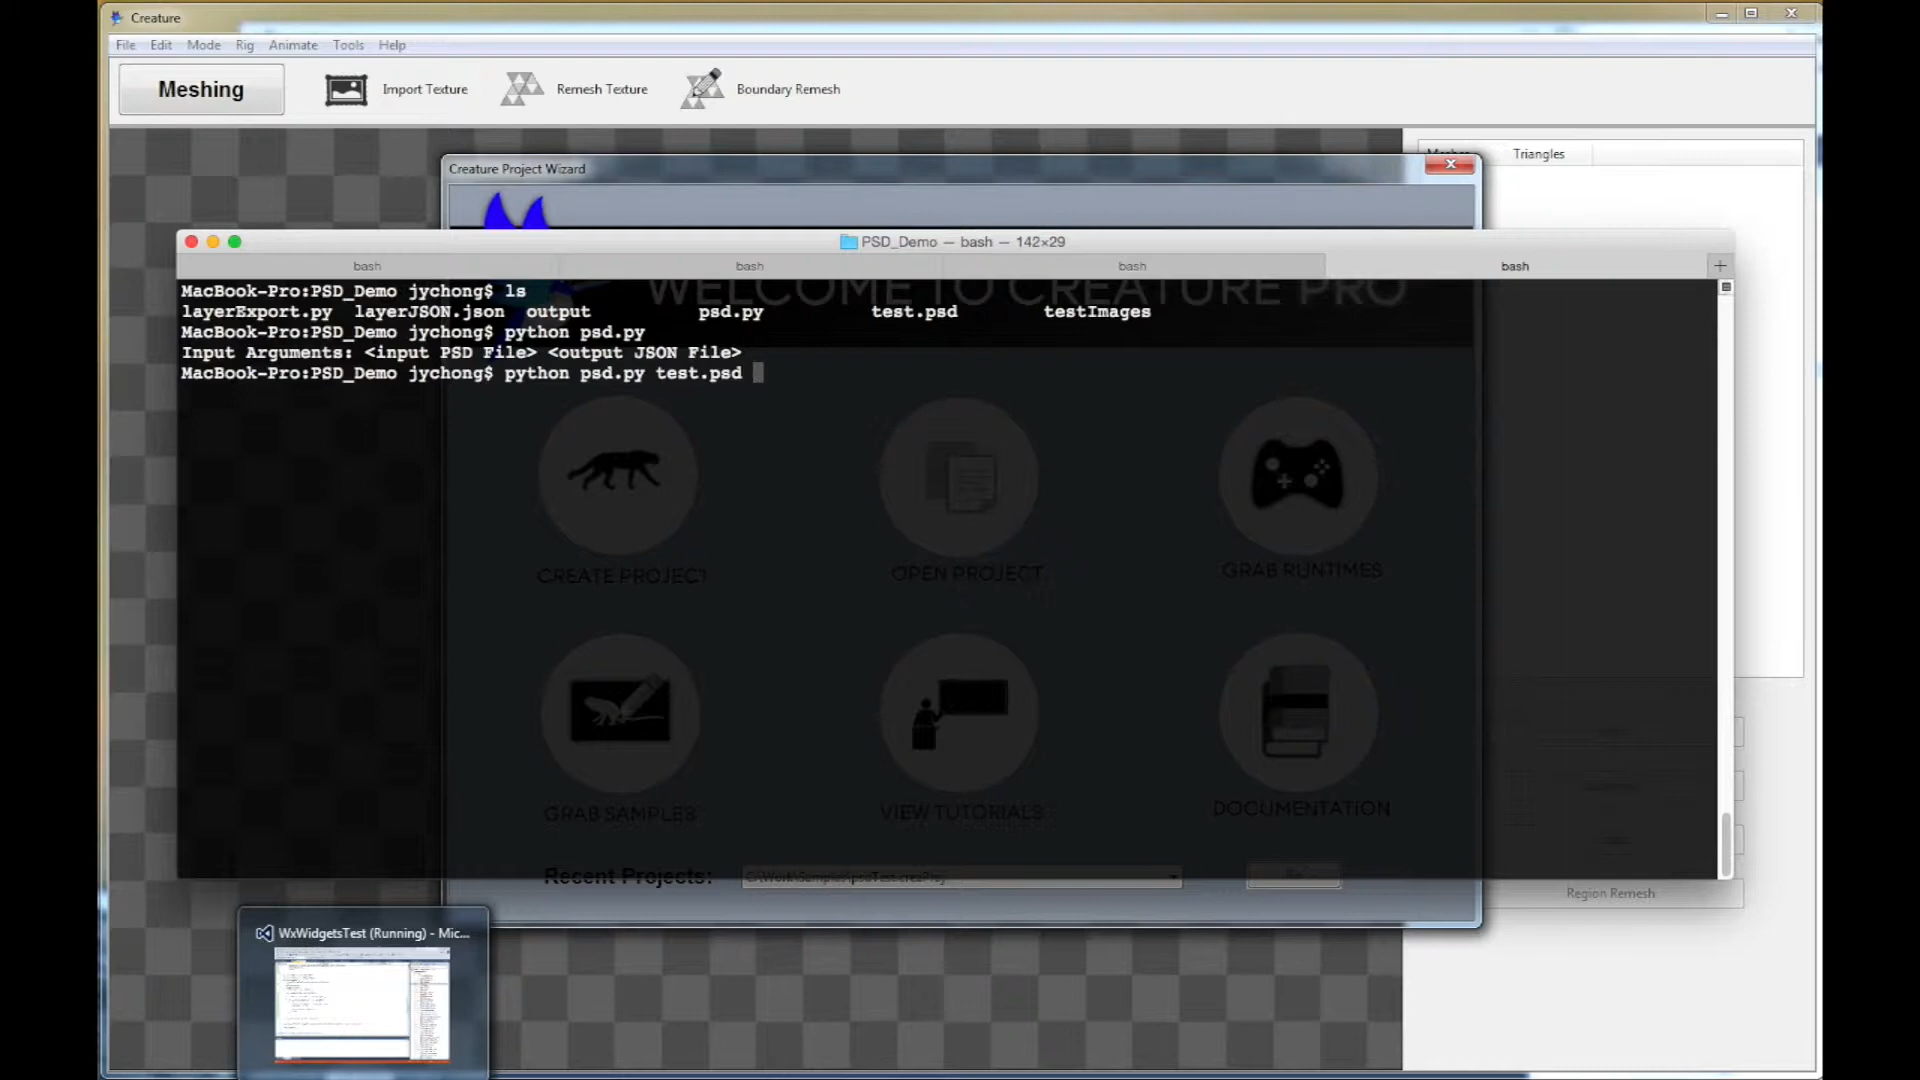 Creature
File Edit Mode Rig Animate Tools Help
Meshing Import Texture Remesh Texture Boundary Remesh
Triangles
Creature Project Wizard
PSD_Demo — bash — 142×29
bash bash bash bash
WELCOME TO CREATURE PRO
MacBook-Pro:PSD_Demo jychong$ ls
layerExport.py layerJSON.json output psd.py test.psd testImages
MacBook-Pro:PSD_Demo jychong$ python psd.py
Input Arguments: <input PSD File> <output JSON File>
MacBook-Pro:PSD_Demo jychong$ python psd.py test.psd
CREATE PROJECT OPEN PROJECT GRAB RUNTIMES
GRAB SAMPLES VIEW TUTORIALS DOCUMENTATION
Recent Projects:
Region Remesh
WxWidgetsTest (Running) - Mic...